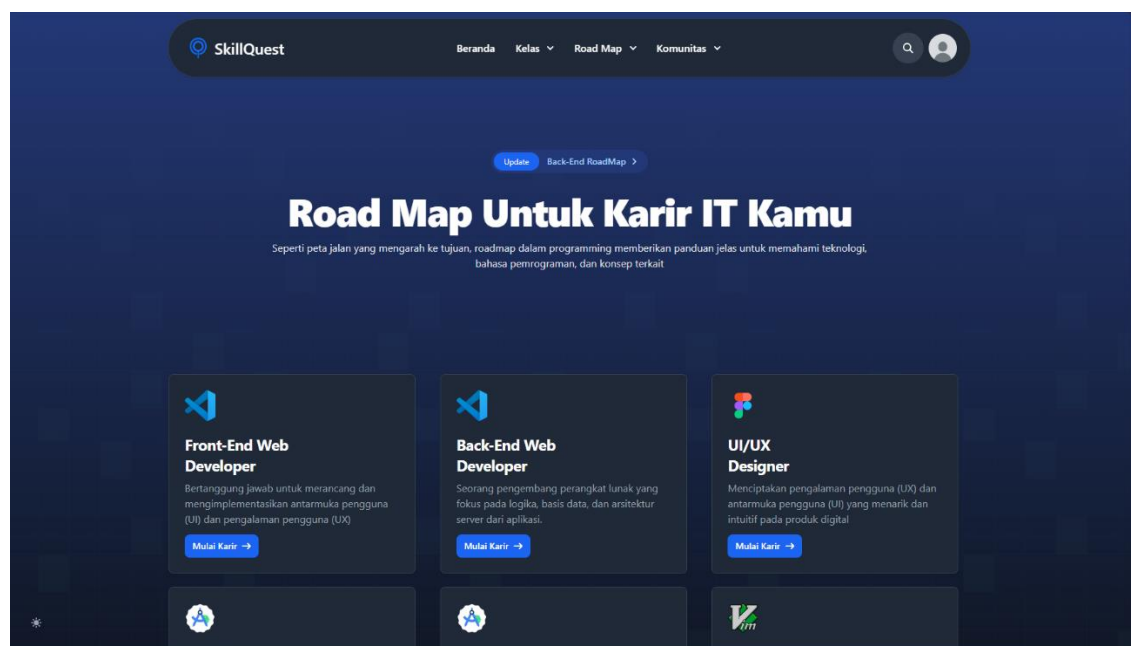 SkillQuest
Beranda Kelas Road Map Komunitas
Update Back-End RoadMap
Road Map Untuk Karir IT Kamu
Seperti peta jalan yang mengarah ke tujuan, roadmap dalam programming memberikan panduan jelas untuk memahami teknologi,
bahasa pemrograman, dan konsep terkait
Front-End Web
Developer
Bertanggung jawab untuk merancang dan
mengimplementasikan antarmuka pengguna
(UI) dan pengalaman pengguna (UX)
Mulai Karir →
Back-End Web
Developer
Seorang pengembang perangkat lunak yang
fokus pada logika, basis data, dan arsitektur
server dari aplikasi.
Mulai Karir →
UI/UX
Designer
Menciptakan pengalaman pengguna (UX) dan
antarmuka pengguna (UI) yang menarik dan
intuitif pada produk digital
Mulai Karir →
Vim